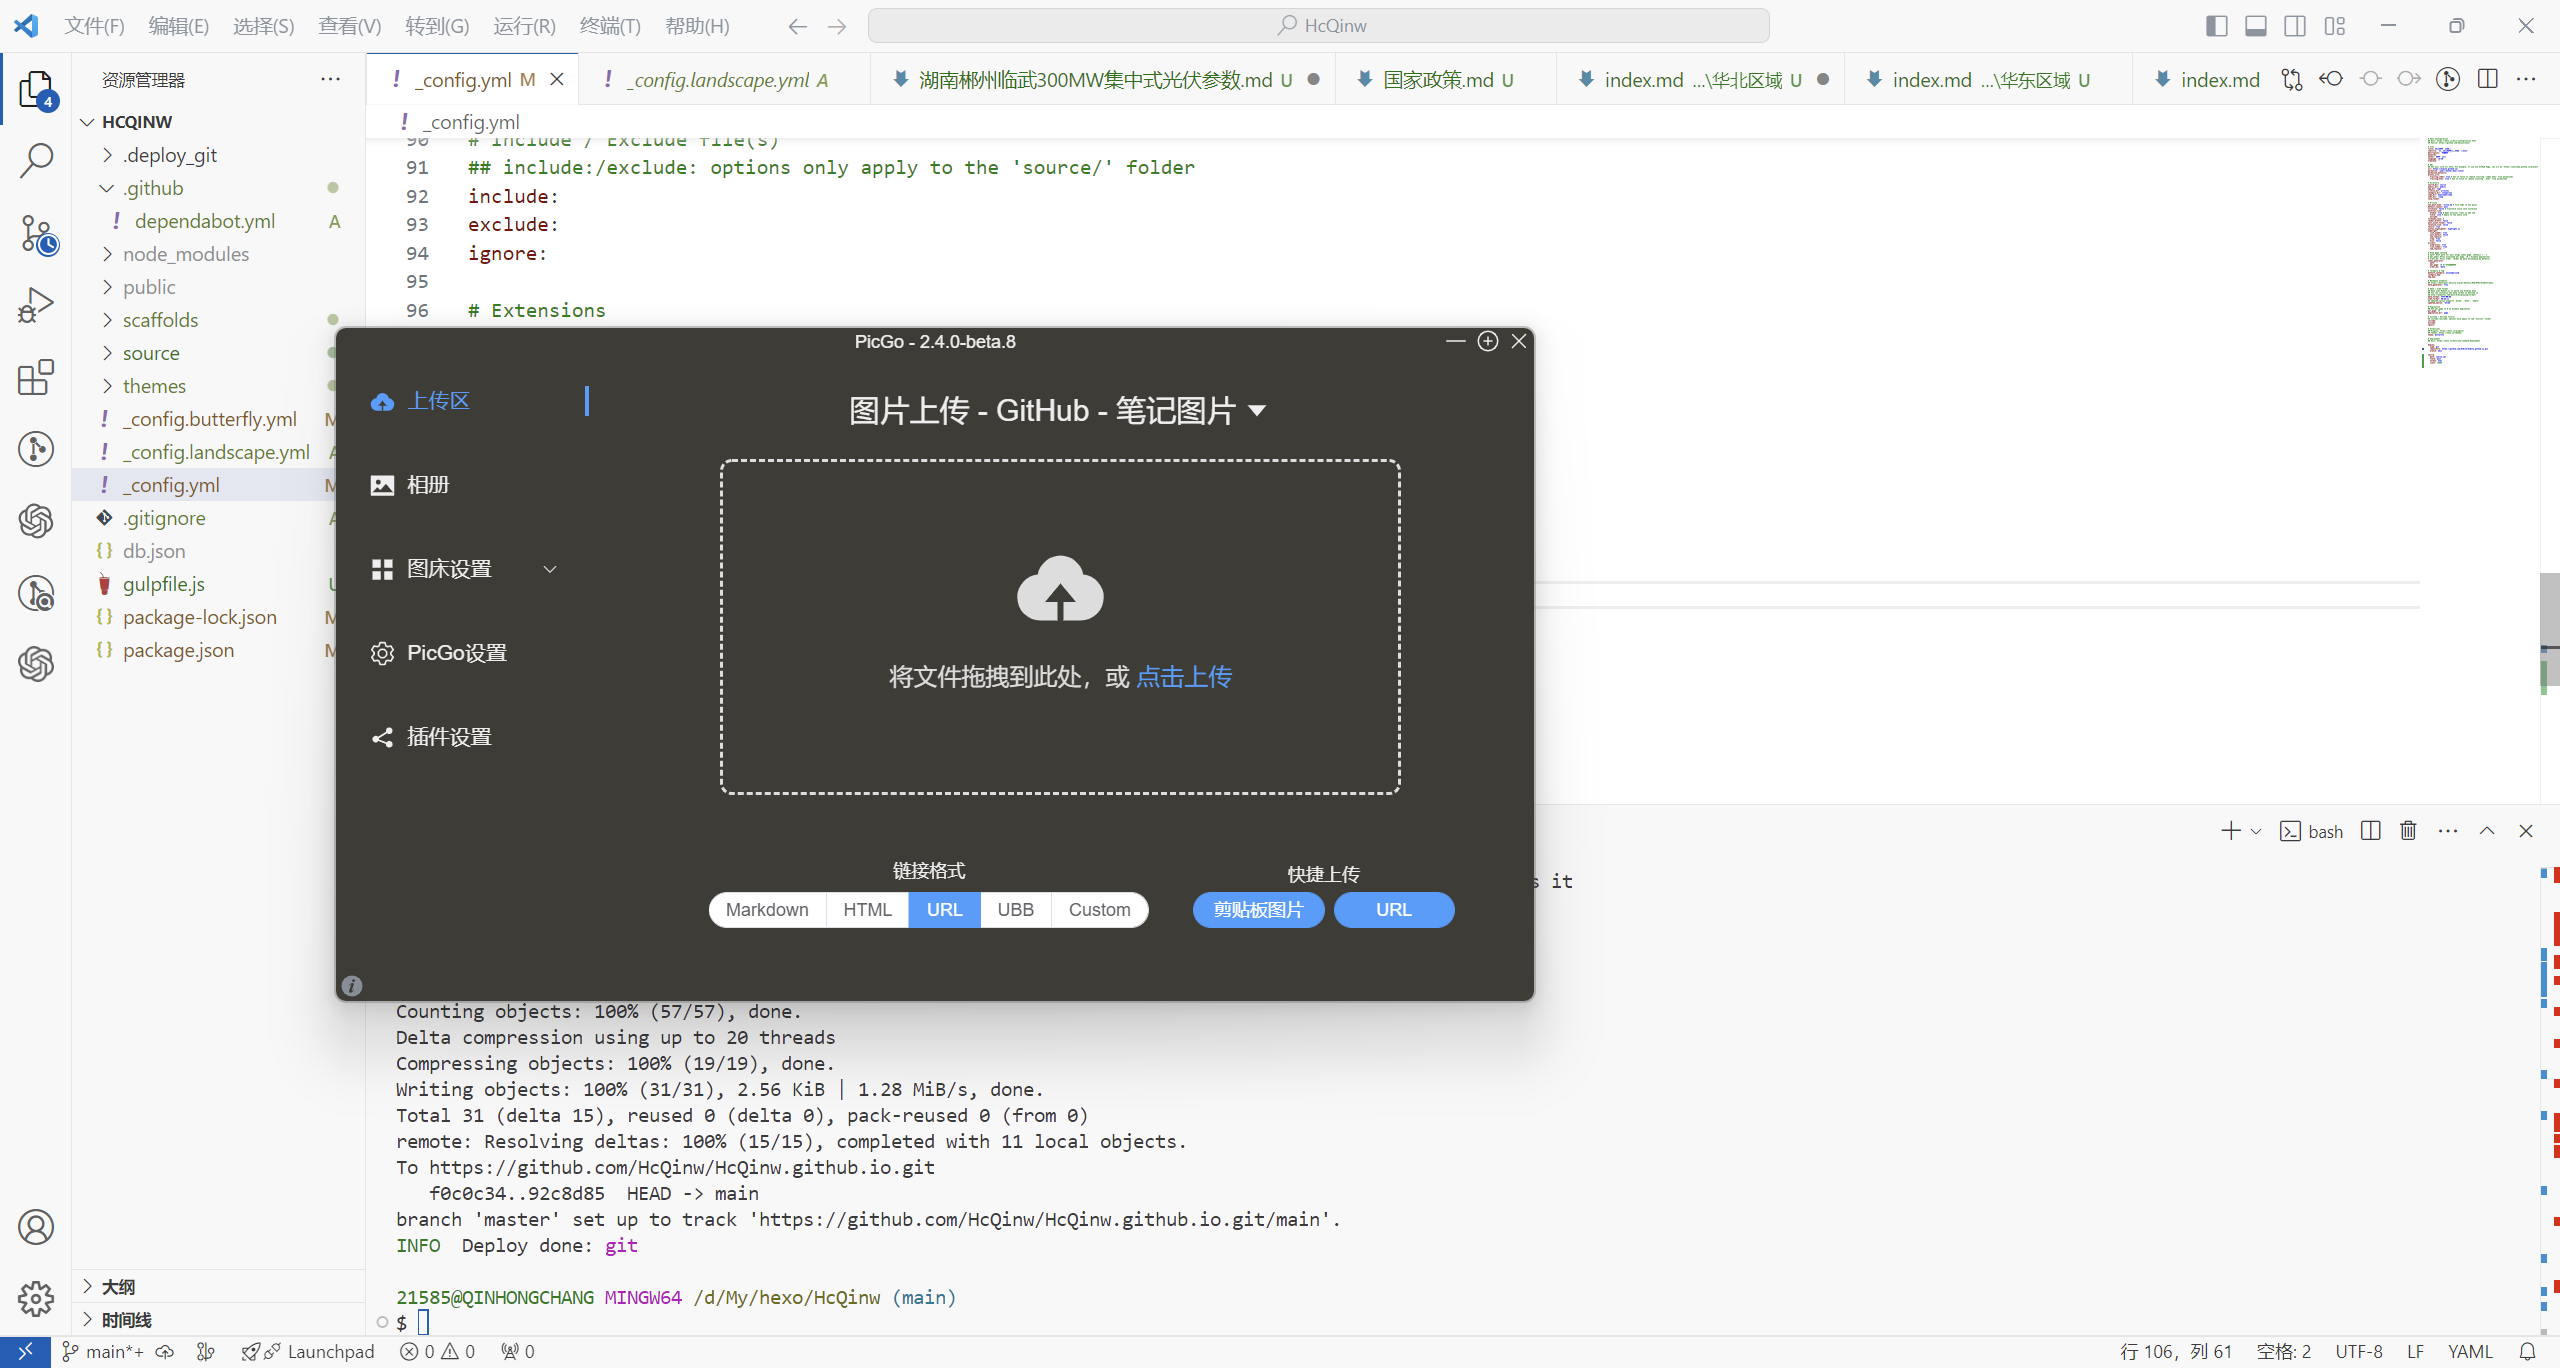 文件(F) 编辑(E) 选择(S) 查看(V) 转到(G) 运行(R) 终端(T) 帮助(H) HcQinw
资源管理器
_config.yml M _config.landscape.yml A 湖南郴州临武300MW集中式光伏参数.md U 国家政策.md U index.md ...\华北区域 U index.md ...\华东区域 U index.md
4
_config.yml
HCQINW
.deploy_git
.github
dependabot.yml A
node_modules
public
scaffolds
source
themes
_config.butterfly.yml M
_config.landscape.yml A
_config.yml M
.gitignore A
db.json
gulpfile.js U
package-lock.json M
package.json M
大纲
时间线
90 # Include / Exclude file(s)
91 ## include:/exclude: options only apply to the 'source/' folder
92 include:
93 exclude:
94 ignore:
95
96 # Extensions
PicGo - 2.4.0-beta.8
上传区
相册
图床设置
PicGo设置
插件设置
图片上传 - GitHub - 笔记图片
将文件拖拽到此处，或 点击上传
链接格式
Markdown HTML URL UBB Custom
快捷上传
剪贴板图片 URL
bash
s it
Counting objects: 100% (57/57), done.
Delta compression using up to 20 threads
Compressing objects: 100% (19/19), done.
Writing objects: 100% (31/31), 2.56 KiB | 1.28 MiB/s, done.
Total 31 (delta 15), reused 0 (delta 0), pack-reused 0 (from 0)
remote: Resolving deltas: 100% (15/15), completed with 11 local objects.
To https://github.com/HcQinw/HcQinw.github.io.git
f0c0c34..92c8d85 HEAD -> main
branch 'master' set up to track 'https://github.com/HcQinw/HcQinw.github.io.git/main'.
INFO Deploy done: git
21585@QINHONGCHANG MINGW64 /d/My/hexo/HcQinw (main)
$
main*+ Launchpad 0 0 0 行 106，列 61 空格: 2 UTF-8 LF YAML